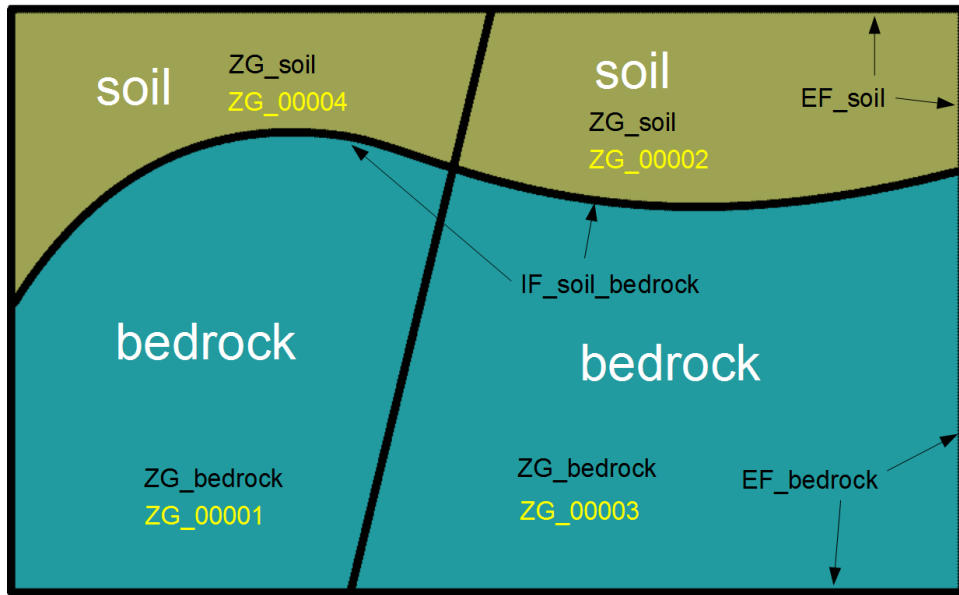 soil
ZG_soil
ZG_00004
soil
ZG_soil
ZG_00002
EF_soil
IF_soil_bedrock
bedrock
bedrock
ZG_bedrock
ZG_00001
ZG_bedrock
ZG_00003
EF_bedrock